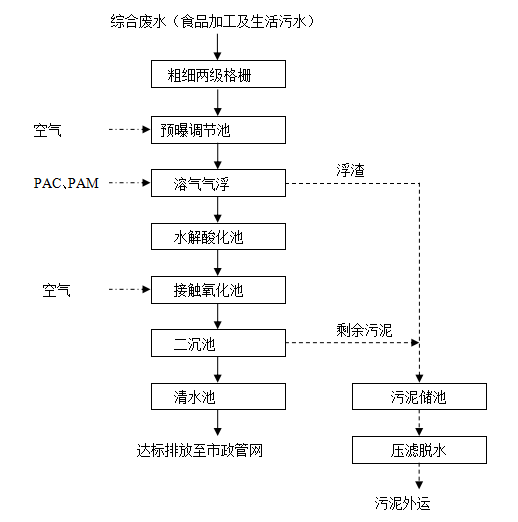 综合废水（食品加工及生活污水）
粗细两级格栅
空气
预曝调节池
PAC、PAM
溶气气浮
浮渣
水解酸化池
空气
接触氧化池
二沉池
剩余污泥
清水池
污泥储池
达标排放至市政管网
压滤脱水
污泥外运